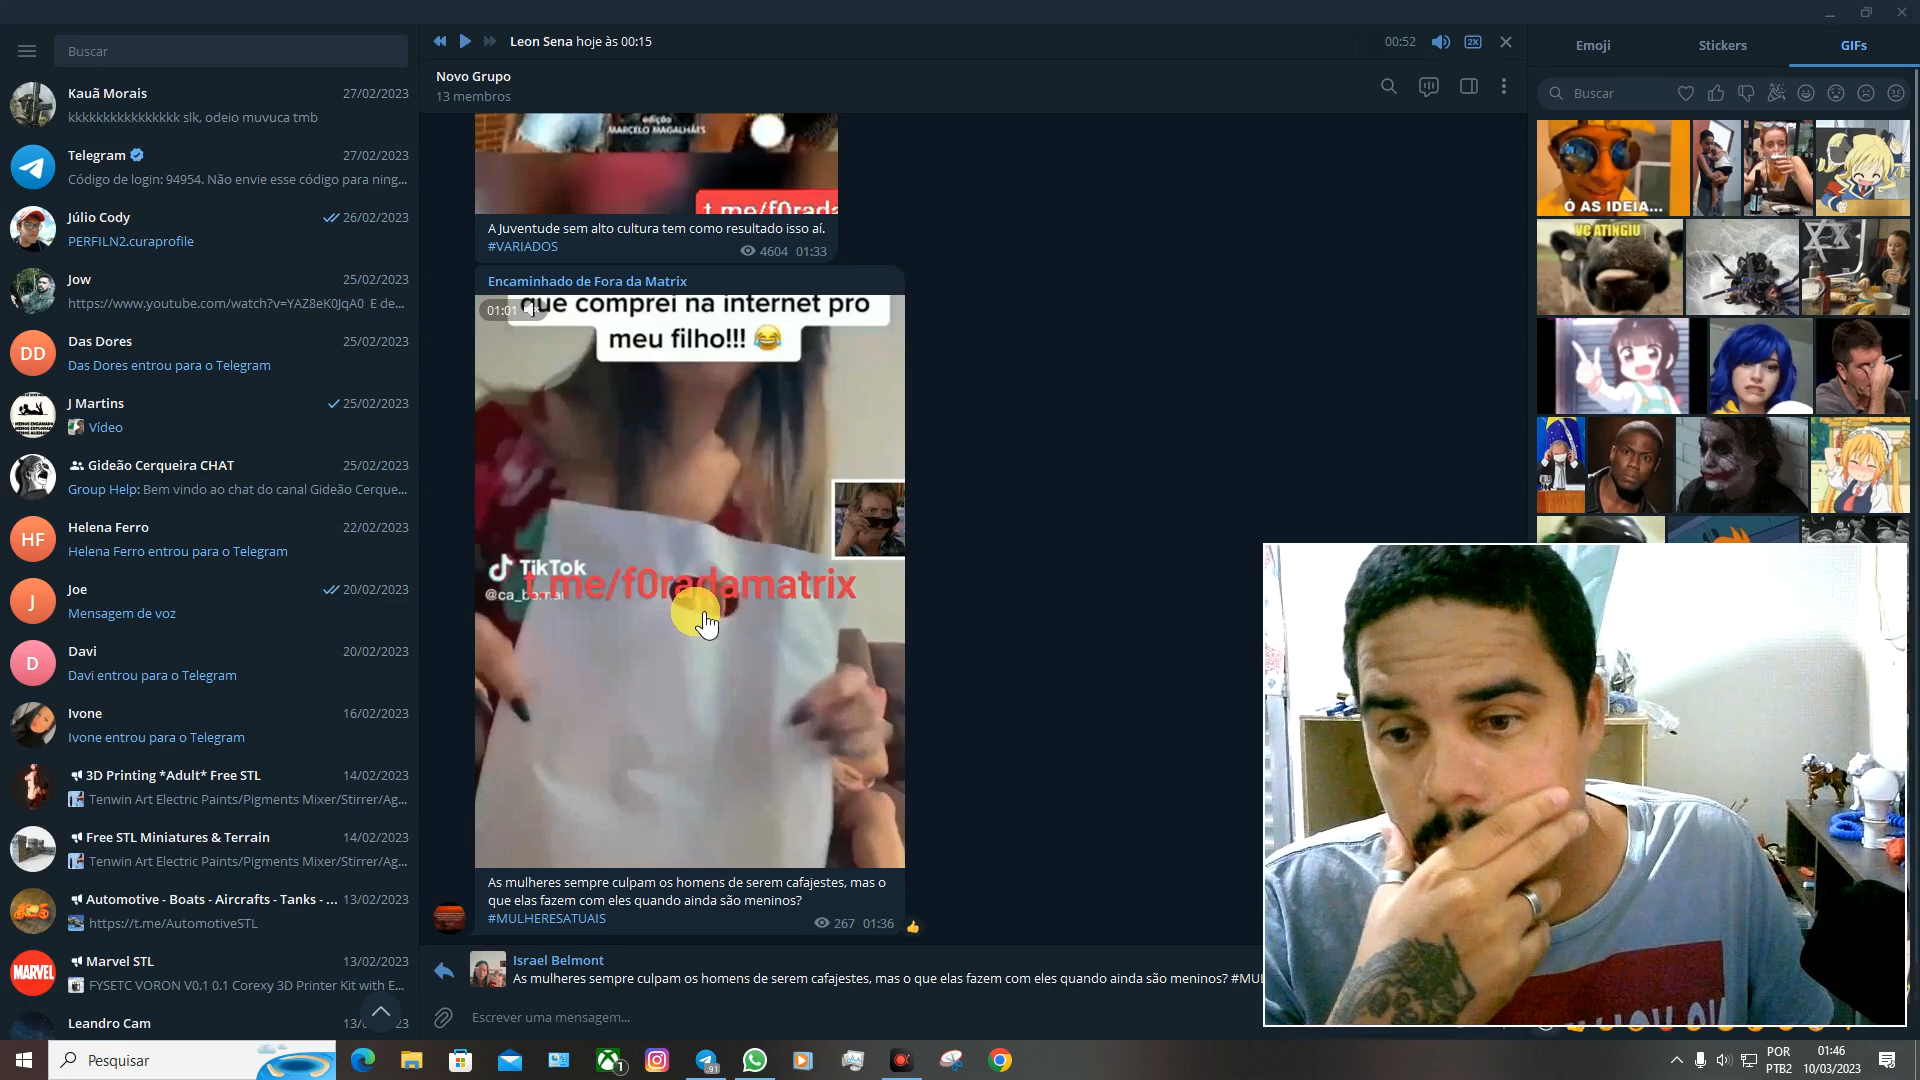 Buscar
Kauã Morais 27/02/2023
kkkkkkkkkkkkkkkk slk, odeio muvuca tmb
Telegram 27/02/2023
Código de login: 94954. Não envie esse código para ning...
Júlio Cody 26/02/2023
PERFILN2.curaprofile
Jow 25/02/2023
https://www.youtube.com/watch?v=YAZ8eK0JqA0 E de...
DD
Das Dores 25/02/2023
Das Dores entrou para o Telegram
J Martins 25/02/2023
Vídeo
Gideão Cerqueira CHAT 25/02/2023
Group Help: Bem vindo ao chat do canal Gideão Cerque...
HF
Helena Ferro 22/02/2023
Helena Ferro entrou para o Telegram
J
Joe 20/02/2023
Mensagem de voz
D
Davi 20/02/2023
Davi entrou para o Telegram
Ivone 16/02/2023
Ivone entrou para o Telegram
3D Printing *Adult* Free STL 14/02/2023
Tenwin Art Electric Paints/Pigments Mixer/Stirrer/Ag...
Free STL Miniatures & Terrain 14/02/2023
Tenwin Art Electric Paints/Pigments Mixer/Stirrer/Ag...
Automotive - Boats - Aircrafts - Tanks - ... 13/02/2023
https://t.me/AutomotiveSTL
MARVEL
Marvel STL 13/02/2023
FYSETC VORON V0.1 0.1 Corexy 3D Printer Kit with E...
Leandro Cam
Leon Sena hoje às 00:15
00:52
2X
Novo Grupo
13 membros
edição
MARCELO MAGALHÃES
t.me/f0rada
A Juventude sem alto cultura tem como resultado isso aí.
#VARIADOS
4604 01:33
Encaminhado de Fora da Matrix
01:01
que comprei na internet pro
meu filho!!! 😂
TikTok
t.me/f0radamatrix
As mulheres sempre culpam os homens de serem cafajestes, mas o
que elas fazem com eles quando ainda são meninos?
#MULHERESATUAIS
267 01:36
Israel Belmont
As mulheres sempre culpam os homens de serem cafajestes, mas o que elas fazem com eles quando ainda são meninos? #MUL
Escrever uma mensagem...
Emoji Stickers GIFs
Buscar
Ó AS IDEIA...
VC ATINGIU
Pesquisar
1
91
POR
PTB2
01:46
10/03/2023